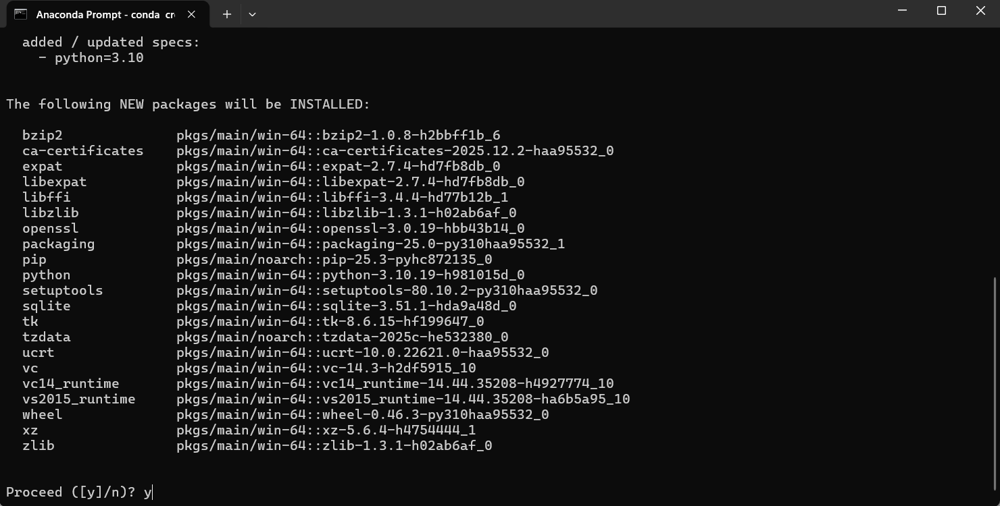 Anaconda Prompt - conda cr
added / updated specs:
- python=3.10
The following NEW packages will be INSTALLED:
bzip2 pkgs/main/win-64::bzip2-1.0.8-h2bbff1b_6
ca-certificates pkgs/main/win-64::ca-certificates-2025.12.2-haa95532_0
expat pkgs/main/win-64::expat-2.7.4-hd7fb8db_0
libexpat pkgs/main/win-64::libexpat-2.7.4-hd7fb8db_0
libffi pkgs/main/win-64::libffi-3.4.4-hd77b12b_1
libzlib pkgs/main/win-64::libzlib-1.3.1-h02ab6af_0
openssl pkgs/main/win-64::openssl-3.0.19-hbb43b14_0
packaging pkgs/main/win-64::packaging-25.0-py310haa95532_1
pip pkgs/main/noarch::pip-25.3-pyhc872135_0
python pkgs/main/win-64::python-3.10.19-h981015d_0
setuptools pkgs/main/win-64::setuptools-80.10.2-py310haa95532_0
sqlite pkgs/main/win-64::sqlite-3.51.1-hda9a48d_0
tk pkgs/main/win-64::tk-8.6.15-hf199647_0
tzdata pkgs/main/noarch::tzdata-2025c-he532380_0
ucrt pkgs/main/win-64::ucrt-10.0.22621.0-haa95532_0
vc pkgs/main/win-64::vc-14.3-h2df5915_10
vc14_runtime pkgs/main/win-64::vc14_runtime-14.44.35208-h4927774_10
vs2015_runtime pkgs/main/win-64::vs2015_runtime-14.44.35208-ha6b5a95_10
wheel pkgs/main/win-64::wheel-0.46.3-py310haa95532_0
xz pkgs/main/win-64::xz-5.6.4-h4754444_1
zlib pkgs/main/win-64::zlib-1.3.1-h02ab6af_0
Proceed ([y]/n)? y